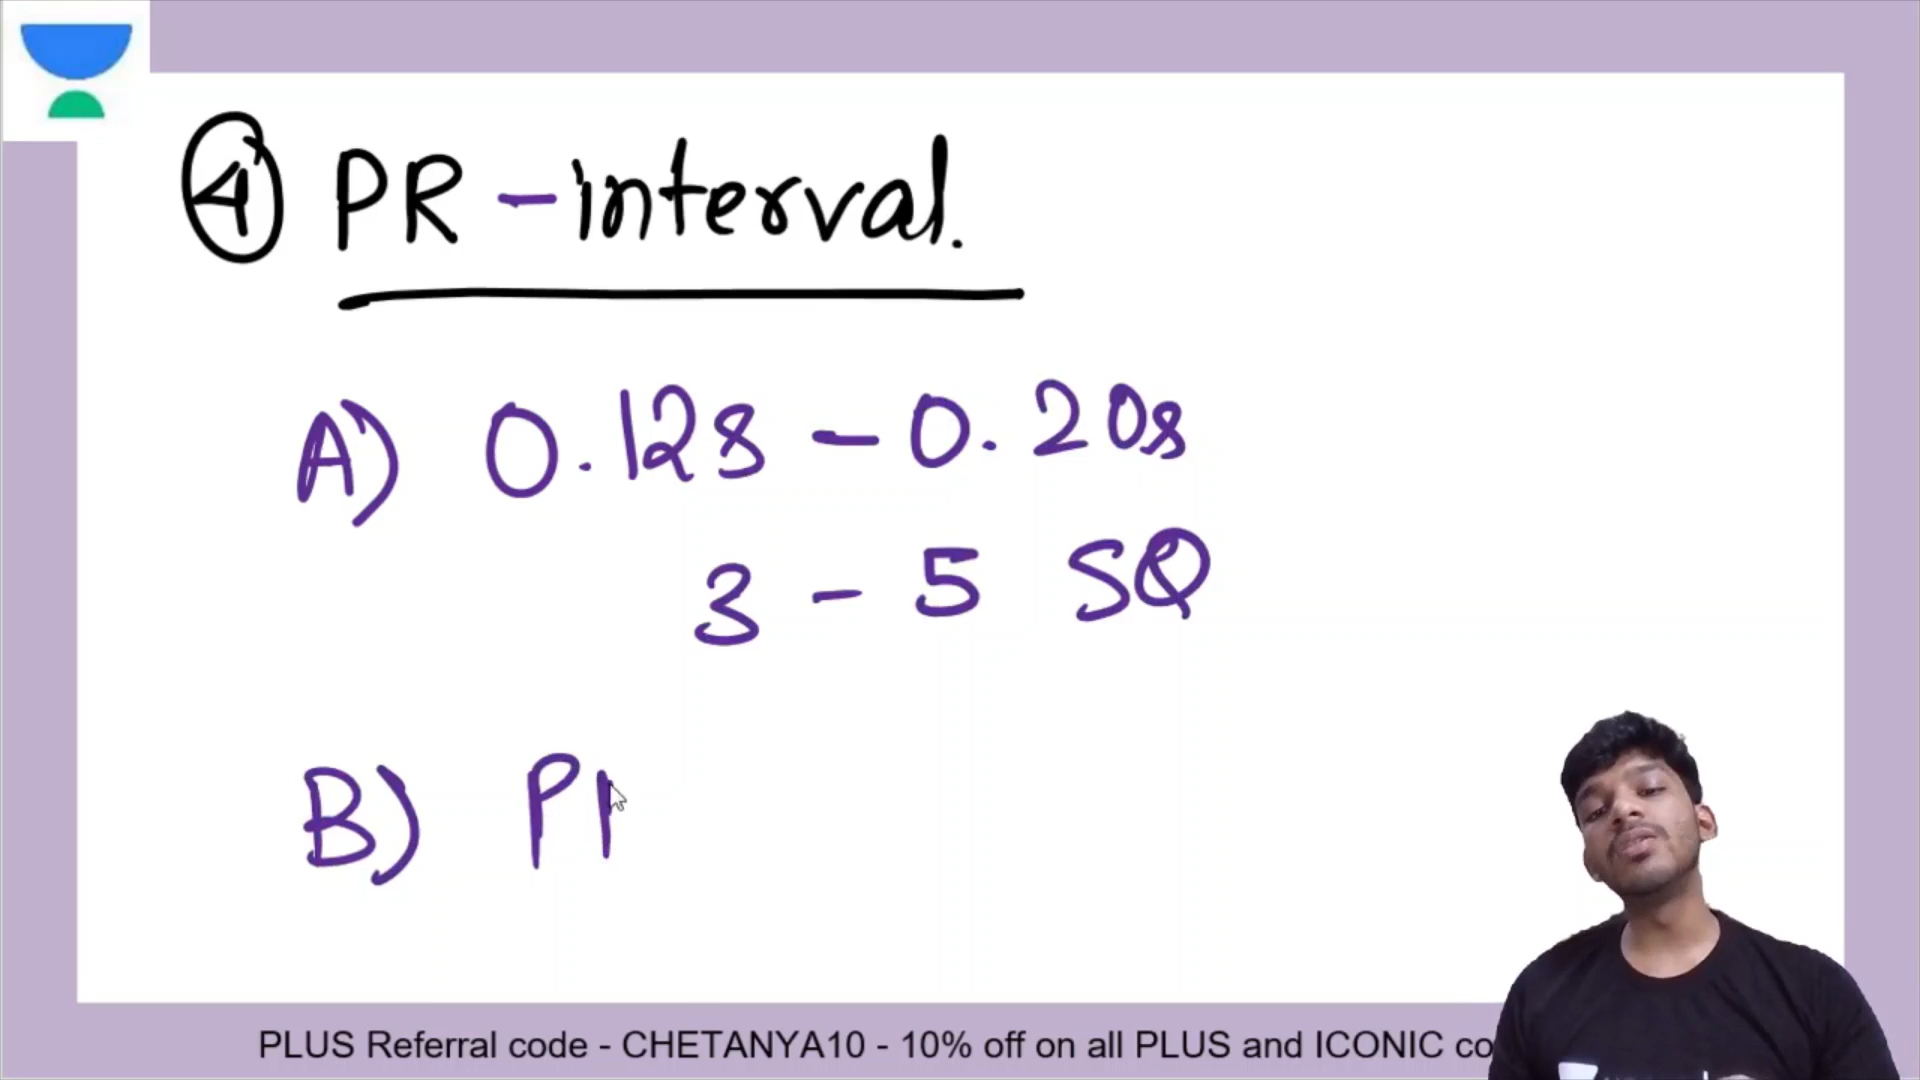 4 PR - interval.
A) 0.12s - 0.20s
3 - 5 SQ
B) P
PLUS Referral code - CHETANYA10 - 10% off on all PLUS and ICONIC co